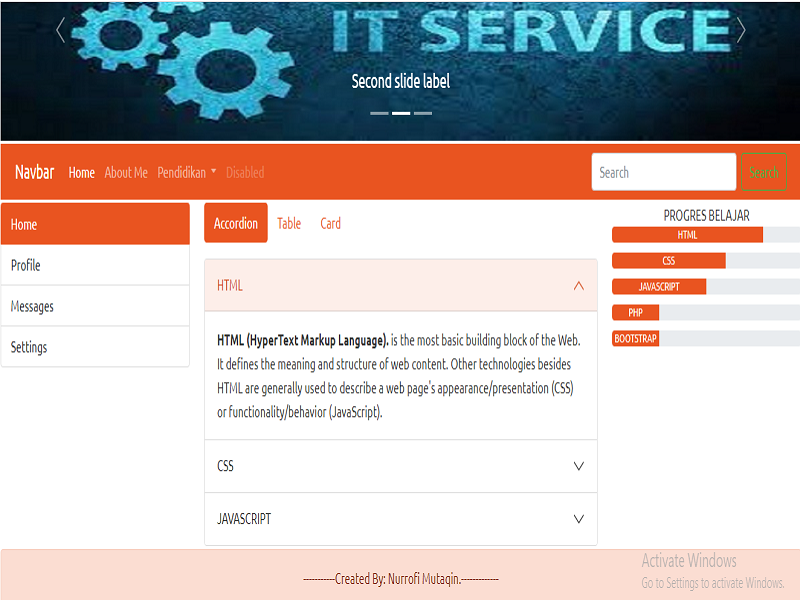 IT SERVICE
Second slide label
Navbar Home About Me Pendidikan Disabled Search Search
Home
Profile
Messages
Settings
Accordion Table Card
HTML
HTML (HyperText Markup Language). is the most basic building block of the Web.
It defines the meaning and structure of web content. Other technologies besides
HTML are generally used to describe a web page's appearance/presentation (CSS)
or functionality/behavior (JavaScript).
CSS
JAVASCRIPT
PROGRES BELAJAR
HTML
CSS
JAVASCRIPT
PHP
BOOTSTRAP
-----------Created By: Nurrofi Mutaqin.-------------
Activate Windows
Go to Settings to activate Windows.